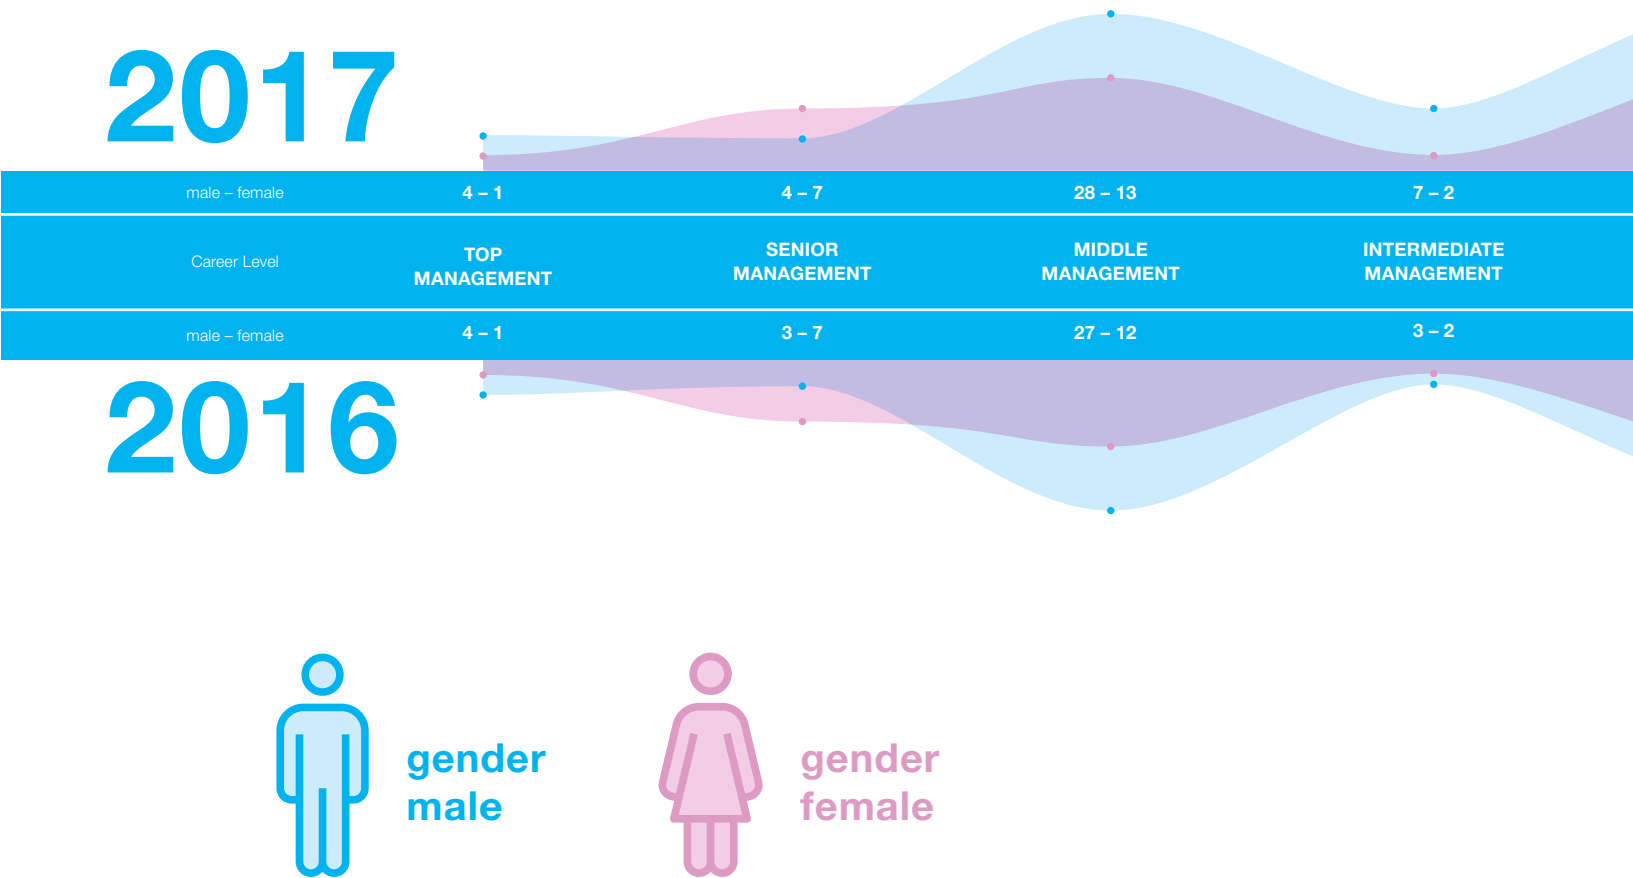 2017
male – female 4 – 1 4 – 7 28 – 13 7 – 2
Career Level
TOP
MANAGEMENT
SENIOR
MANAGEMENT
MIDDLE
MANAGEMENT
INTERMEDIATE
MANAGEMENT
male – female 4 – 1 3 – 7 27 – 12 3 – 2
2016
gender
male
gender
female